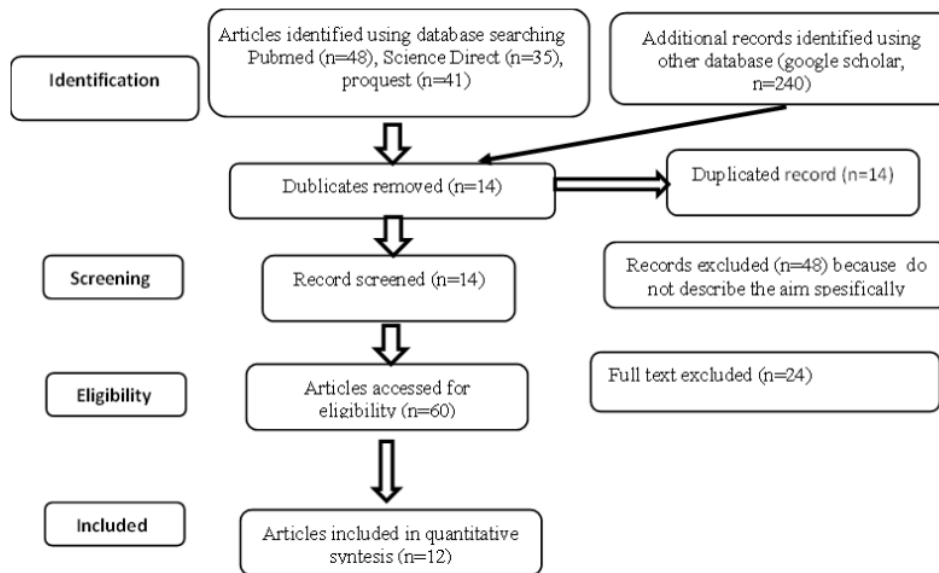 Identification
Articles identified using database searching
Pubmed (n=48), Science Direct (n=35),
proquest (n=41)
Additional records identified using
other database (google scholar,
n=240)
Dublicates removed (n=14)
Duplicated record (n=14)
Screening
Record screened (n=14)
Records excluded (n=48) because do
not describe the aim spesifically
Eligibility
Articles accessed for
eligibility (n=60)
Full text excluded (n=24)
Included
Articles included in quantitative
syntesis (n=12)